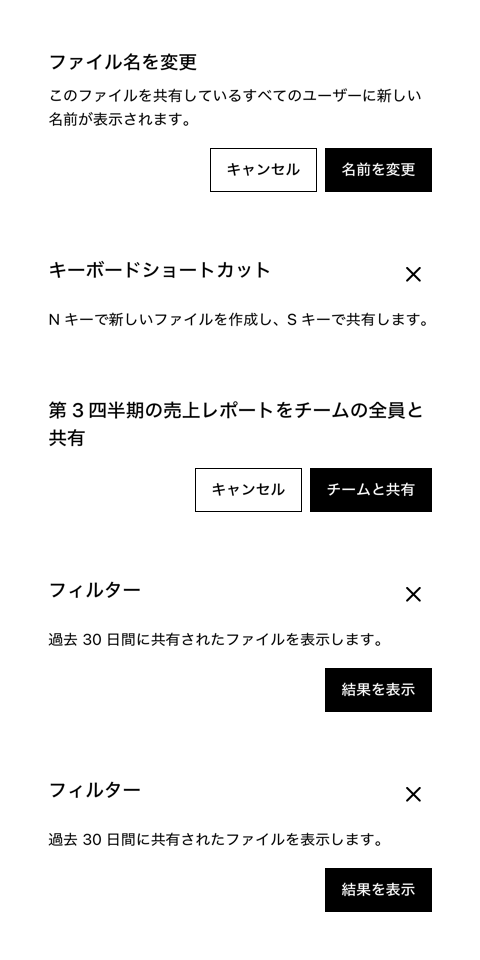 ファイル名を変更
このファイルを共有しているすべてのユーザーに新しい
名前が表示されます。
キャンセル
名前を変更
キーボードショートカット
N キーで新しいファイルを作成し、S キーで共有します。
第 3 四半期の売上レポートをチームの全員と
共有
キャンセル
チームと共有
フィルター
過去 30 日間に共有されたファイルを表示します。
結果を表示
フィルター
過去 30 日間に共有されたファイルを表示します。
結果を表示